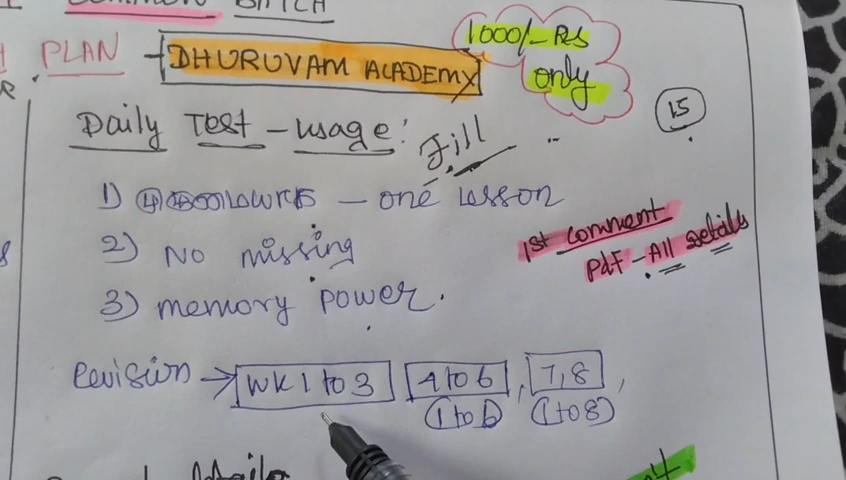 BATCH
PLAN - DHURUVAM ACADEMY
1000/- Rs
only
Daily Test - usage:
Fill
15
1) - one lesson
2) No missing
3) memory power.
1st comment
pdf - All details
Revision → WK 1 to 3 4 to 6, 7,8,
(1 to 6) (1 to 8)